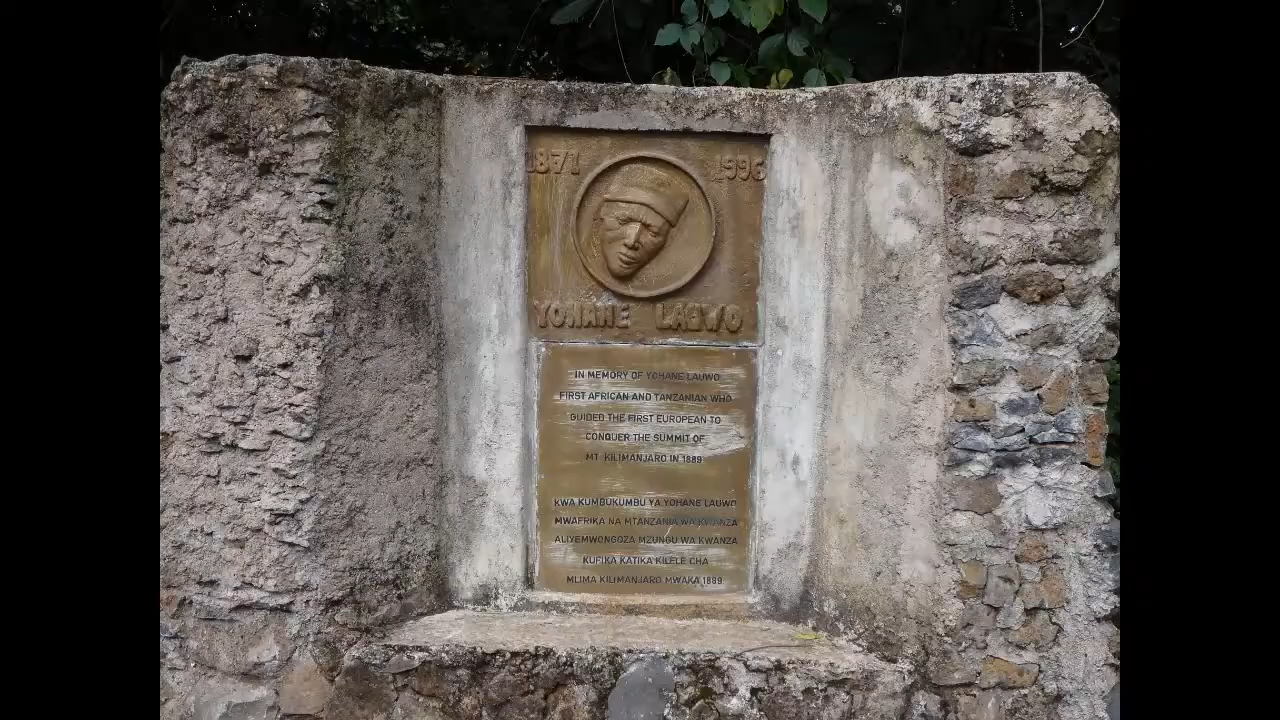 1871 1996
YOHANE LAUWO
IN MEMORY OF YOHANE LAUWO
FIRST AFRICAN AND TANZANIAN WHO
GUIDED THE FIRST EUROPEAN TO
CONQUER THE SUMMIT OF
MT KILIMANJARO IN 1889
KWA KUMBUKUMBU YA YOHANE LAUWO
MWAFRIKA NA MTANZANIA WA KWANZA
ALIYEMWONGOZA MZUNGU WA KWANZA
KUFIKA KATIKA KILELE CHA
MLIMA KILIMANJARO MWAKA 1889